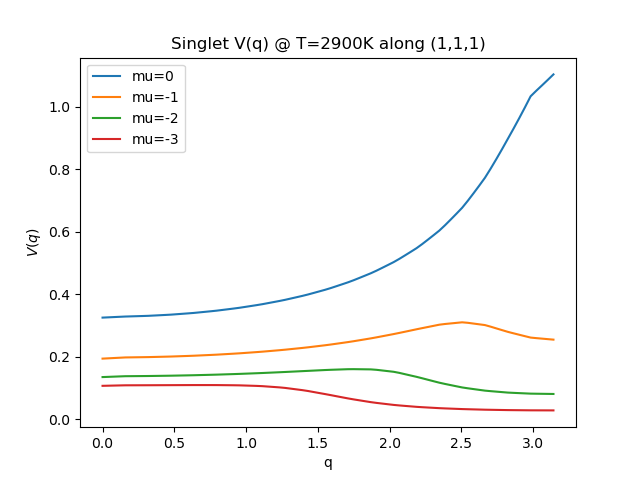 Singlet V(q) @ T=2900K along (1,1,1)
mu=0
mu=-1
mu=-2
mu=-3
1.0
0.8
0.6
0.4
0.2
0.0
V(q)
0.0 0.5 1.0 1.5 2.0 2.5 3.0
q